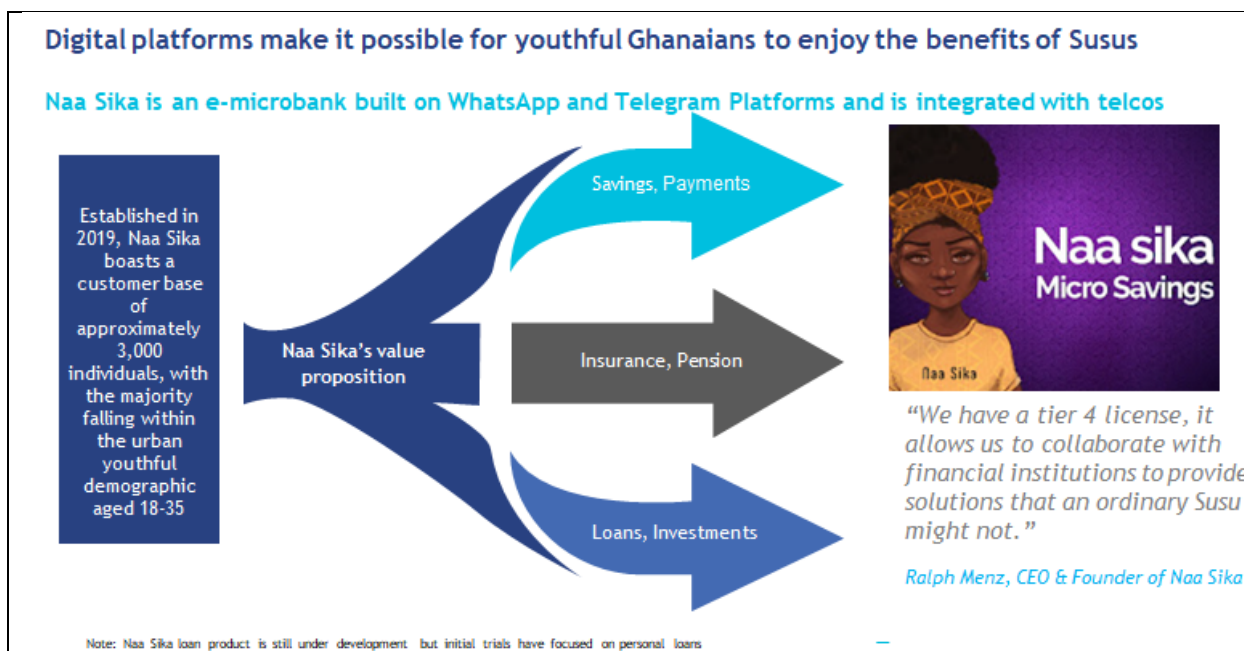 Digital platforms make it possible for youthful Ghanaians to enjoy the benefits of Susus
Naa Sika is an e-microbank built on WhatsApp and Telegram Platforms and is integrated with telcos
Established in
2019, Naa Sika
boasts a
customer base
of
approximately
3,000
individuals, with
the majority
falling within
the urban
youthful
demographic
aged 18-35
Naa Sika's value
proposition
Savings, Payments
Insurance, Pension
Loans, Investments
Naa sika
Micro Savings
Naa Sika
“We have a tier 4 license, it
allows us to collaborate with
financial institutions to provide
solutions that an ordinary Susu
might not.”
Ralph Menz, CEO & Founder of Naa Sika
Note: Naa Sika loan product is still under development but initial trials have focused on personal loans